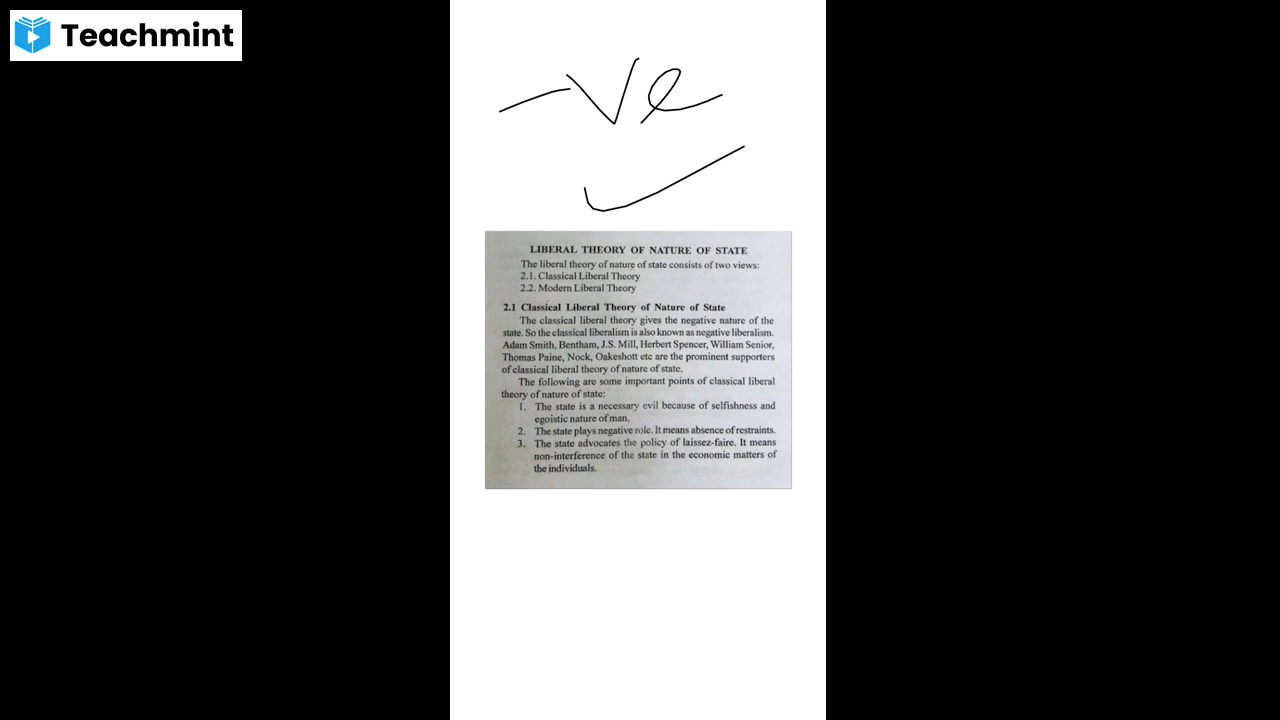 Teachmint
-ve
LIBERAL THEORY OF NATURE OF STATE
The liberal theory of nature of state consists of two views:
2.1. Classical Liberal Theory
2.2. Modern Liberal Theory
2.1 Classical Liberal Theory of Nature of State
The classical liberal theory gives the negative nature of the
state. So the classical liberalism is also known as negative liberalism.
Adam Smith, Bentham, J.S. Mill, Herbert Spencer, William Senior,
Thomas Paine, Nock, Oakeshott etc are the prominent supporters
of classical liberal theory of nature of state.
The following are some important points of classical liberal
theory of nature of state:
1. The state is a necessary evil because of selfishness and
egoistic nature of man.
2. The state plays negative role. It means absence of restraints.
3. The state advocates the policy of laissez-faire. It means
non-interference of the state in the economic matters of
the individuals.